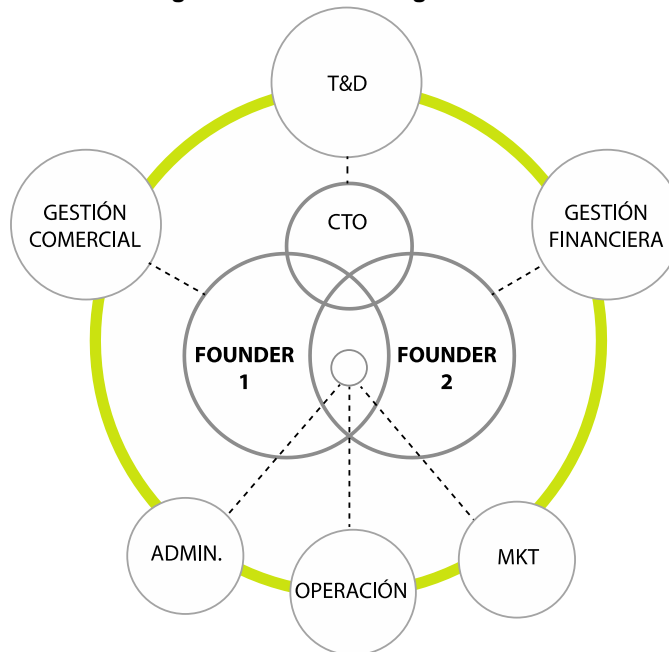 T&D
CTO
GESTIÓN
COMERCIAL
GESTIÓN
FINANCIERA
FOUNDER
1
FOUNDER
2
ADMIN.
OPERACIÓN
MKT